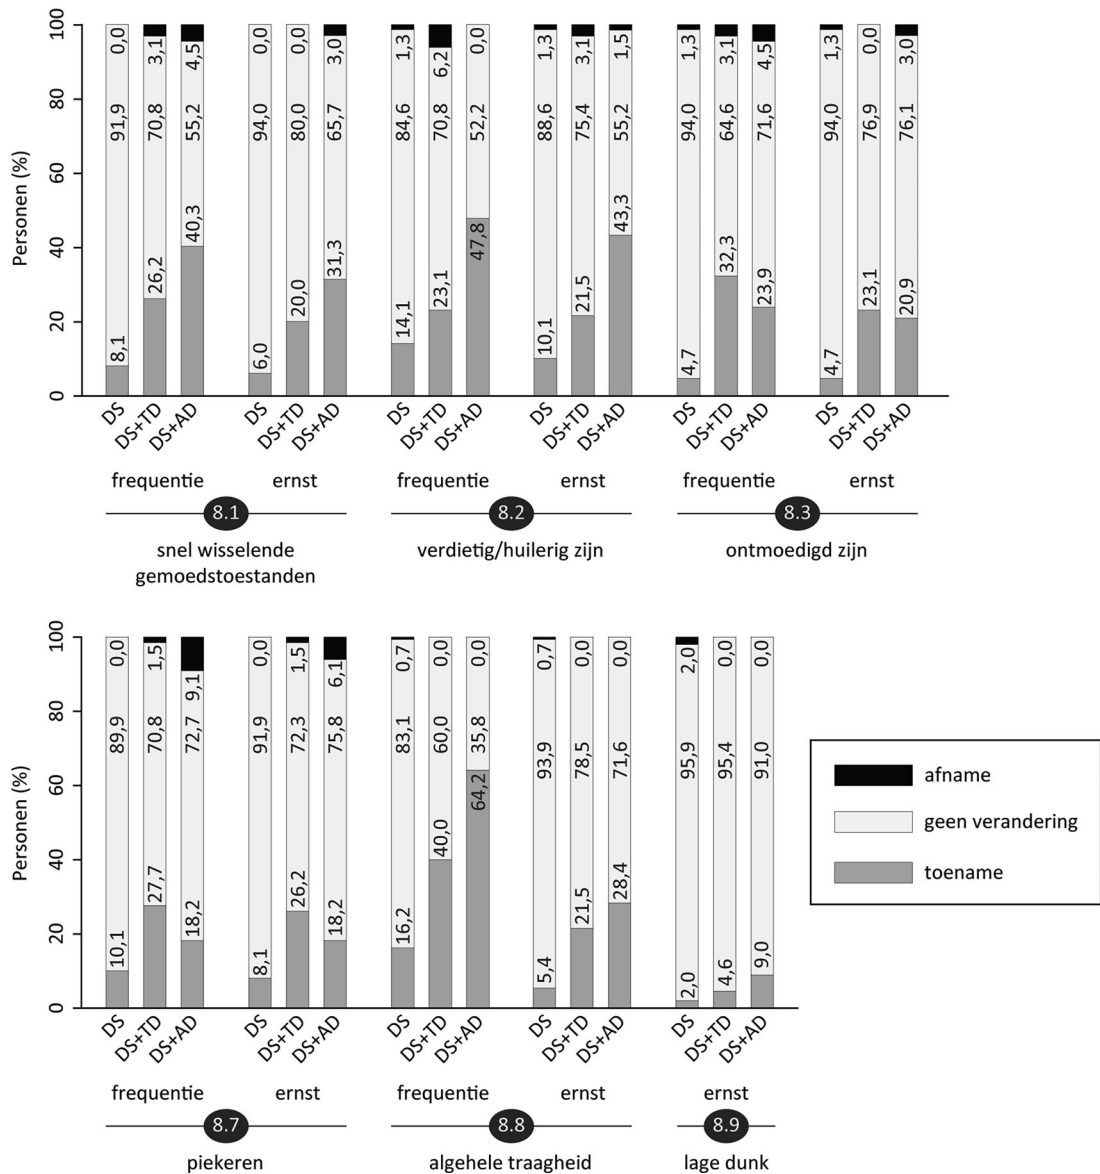 Personen (%)
100
80
60
40
20
0
0,0 3,1 4,5 0,0 0,0 3,0 1,3 6,2 0,0 1,3 3,1 1,5 1,3 3,1 4,5 1,3 0,0 3,0
91,9 70,8 55,2 94,0 80,0 65,7 84,6 70,8 52,2 88,6 75,4 55,2 94,0 64,6 71,6 94,0 76,9 76,1
8,1 26,2 40,3 6,0 20,0 31,3 14,1 23,1 47,8 10,1 21,5 43,3 4,7 32,3 23,9 4,7 23,1 20,9
DS DS+TD DS+AD DS DS+TD DS+AD DS DS+TD DS+AD DS DS+TD DS+AD DS DS+TD DS+AD DS DS+TD DS+AD
frequentie ernst frequentie ernst frequentie ernst
8.1 8.2 8.3
snel wisselende verdietig/huilerig zijn ontmoedigd zijn
gemoedstoestanden
Personen (%)
100
80
60
40
20
0
0,0 1,5 9,1 0,0 1,5 6,1 0,7 0,0 0,0 0,7 0,0 0,0 2,0 0,0 0,0
89,9 70,8 72,7 91,9 72,3 75,8 83,1 60,0 35,8 93,9 78,5 71,6 95,9 95,4 91,0
10,1 27,7 18,2 8,1 26,2 18,2 16,2 40,0 64,2 5,4 21,5 28,4 2,0 4,6 9,0
DS DS+TD DS+AD DS DS+TD DS+AD DS DS+TD DS+AD DS DS+TD DS+AD DS DS+TD DS+AD
frequentie ernst frequentie ernst ernst
8.7 8.8 8.9
piekeren algehele traagheid lage dunk
afname
geen verandering
toename